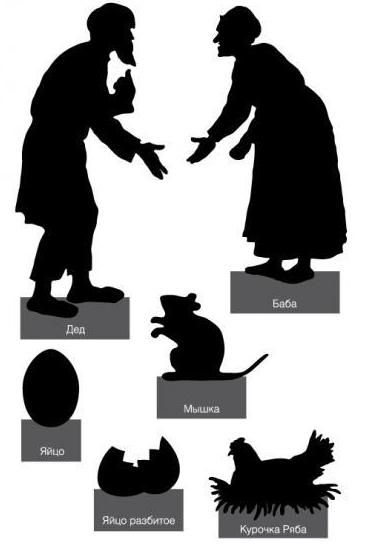 Баба
Дед
Мышка
Яйцо
Яйцо разбитое
Курочка Ряба